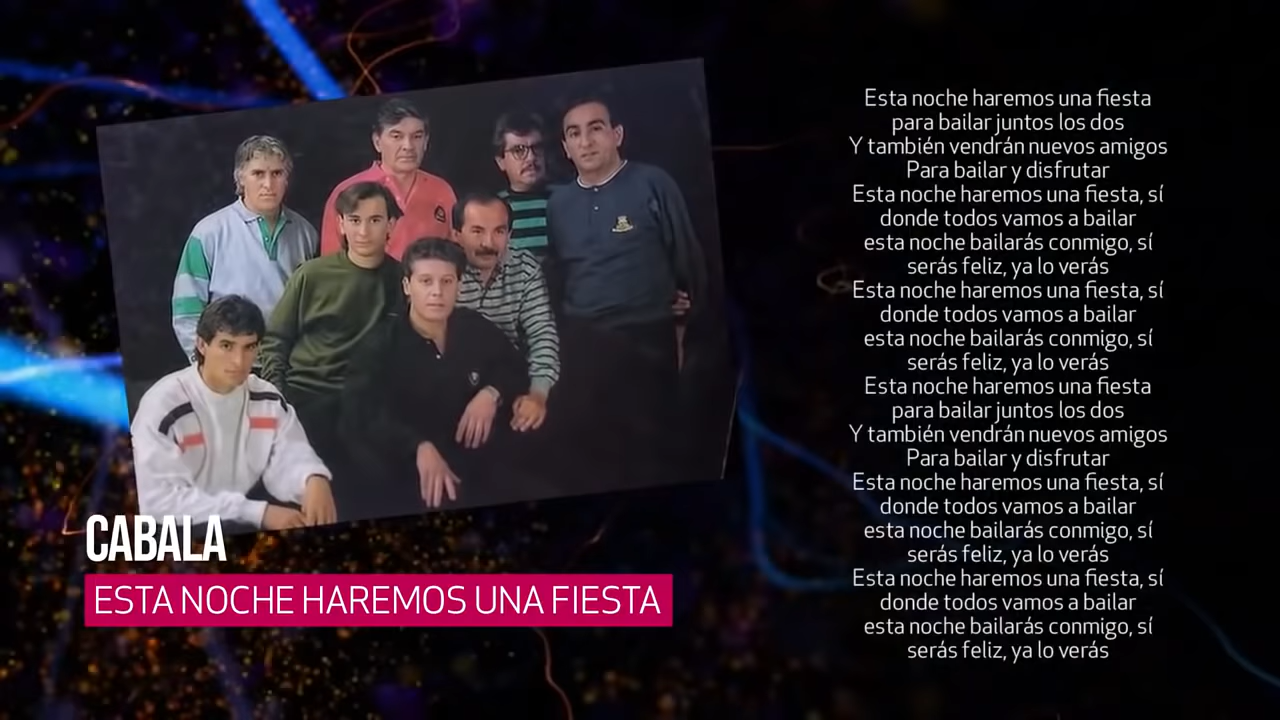 CABALA
ESTA NOCHE HAREMOS UNA FIESTA
Esta noche haremos una fiesta
para bailar juntos los dos
Y también vendrán nuevos amigos
Para bailar y disfrutar
Esta noche haremos una fiesta, sí
donde todos vamos a bailar
esta noche bailarás conmigo, sí
serás feliz, ya lo verás
Esta noche haremos una fiesta, sí
donde todos vamos a bailar
esta noche bailarás conmigo, sí
serás feliz, ya lo verás
Esta noche haremos una fiesta
para bailar juntos los dos
Y también vendrán nuevos amigos
Para bailar y disfrutar
Esta noche haremos una fiesta, sí
donde todos vamos a bailar
esta noche bailarás conmigo, sí
serás feliz, ya lo verás
Esta noche haremos una fiesta, sí
donde todos vamos a bailar
esta noche bailarás conmigo, sí
serás feliz, ya lo verás